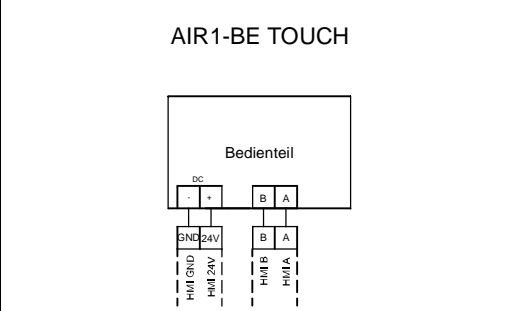 AIR1-BE TOUCH
Bedienteil
DC
- + B A
GND 24V B A
HMI GND
HMI 24V
HMI B
HMI A